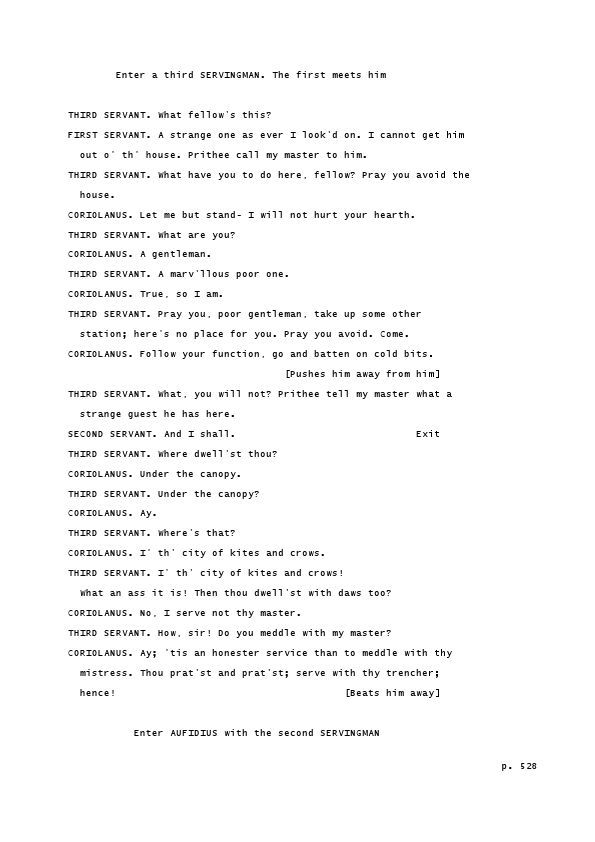 Enter a third SERVINGMAN. The first meets him
THIRD SERVANT. What fellow's this?
FIRST SERVANT. A strange one as ever I look'd on. I cannot get him
out o' th' house. Prithee call my master to him.
THIRD SERVANT. What have you to do here, fellow? Pray you avoid the
house.
CORIOLANUS. Let me but stand- I will not hurt your hearth.
THIRD SERVANT. What are you?
CORIOLANUS. A gentleman.
THIRD SERVANT. A marv'llous poor one.
CORIOLANUS. True, so I am.
THIRD SERVANT. Pray you, poor gentleman, take up some other
station; here's no place for you. Pray you avoid. Come.
CORIOLANUS. Follow your function, go and batten on cold bits.
[Pushes him away from him]
THIRD SERVANT. What, you will not? Prithee tell my master what a
strange guest he has here.
SECOND SERVANT. And I shall. Exit
THIRD SERVANT. Where dwell'st thou?
CORIOLANUS. Under the canopy.
THIRD SERVANT. Under the canopy?
CORIOLANUS. Ay.
THIRD SERVANT. Where's that?
CORIOLANUS. I' th' city of kites and crows.
THIRD SERVANT. I' th' city of kites and crows!
What an ass it is! Then thou dwell'st with daws too?
CORIOLANUS. No, I serve not thy master.
THIRD SERVANT. How, sir! Do you meddle with my master?
CORIOLANUS. Ay; 'tis an honester service than to meddle with thy
mistress. Thou prat'st and prat'st; serve with thy trencher;
hence! [Beats him away]
Enter AUFIDIUS with the second SERVINGMAN
p. 528